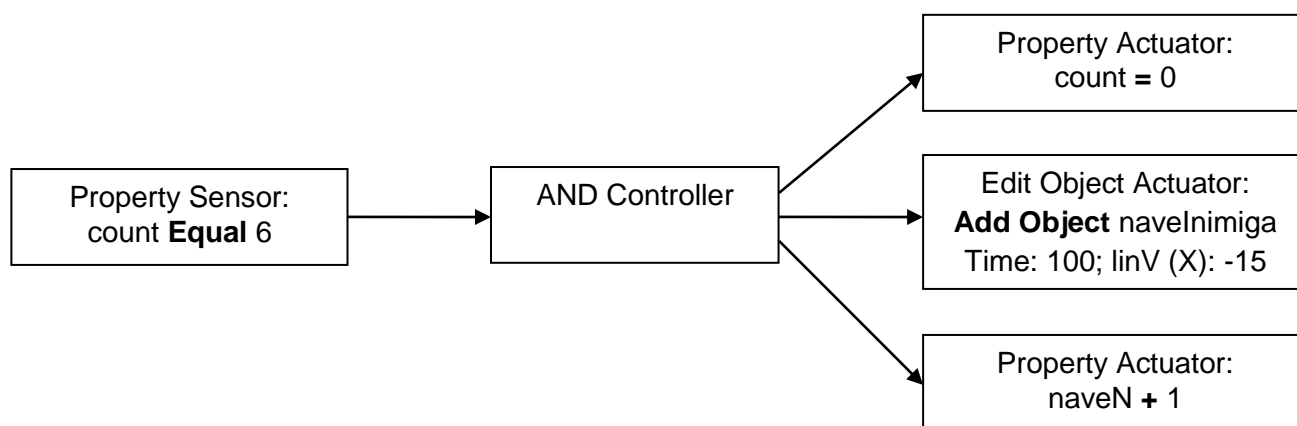 Property Sensor:
count Equal 6
AND Controller
Property Actuator:
count = 0
Edit Object Actuator:
Add Object naveInimiga
Time: 100; linV (X): -15
Property Actuator:
naveN + 1